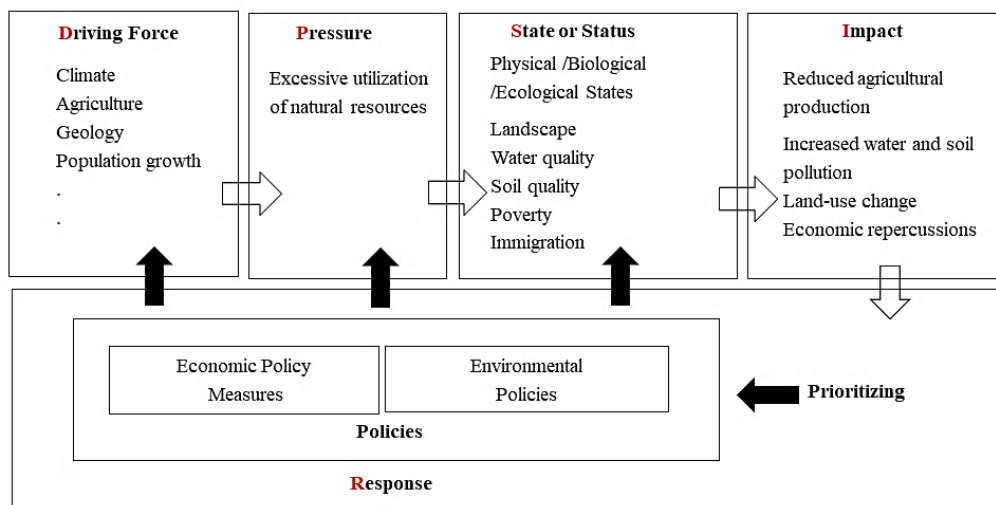 Driving Force
Climate
Agriculture
Geology
Population growth
.
.
Pressure
Excessive utilization
of natural resources
State or Status
Physical /Biological
/Ecological States
Landscape
Water quality
Soil quality
Poverty
Immigration
Impact
Reduced agricultural
production
Increased water and soil
pollution
Land-use change
Economic repercussions
Economic Policy
Measures
Environmental
Policies
Policies
Prioritizing
Response